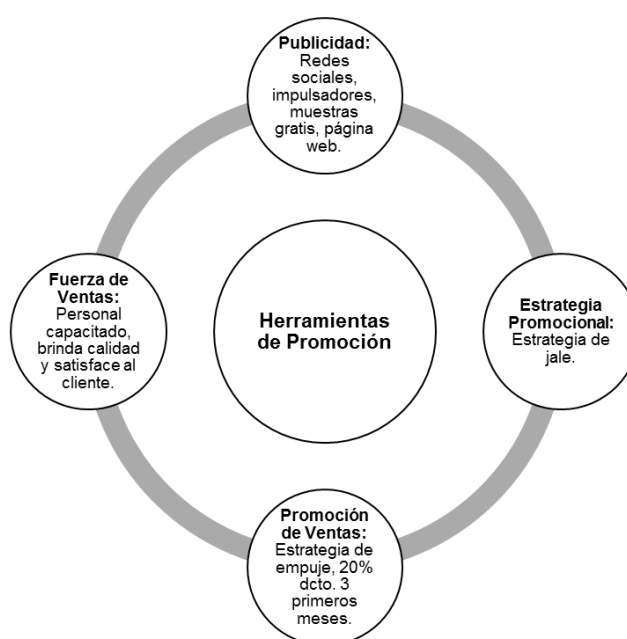 Publicidad:
Redes
sociales,
impulsadores,
muestras
gratis, página
web.
Fuerza de
Ventas:
Personal
capacitado,
brinda calidad
y satisface al
cliente.
Herramientas
de Promoción
Estrategia
Promocional:
Estrategia de
jale.
Promoción
de Ventas:
Estrategia de
empuje, 20%
dcto. 3
primeros
meses.